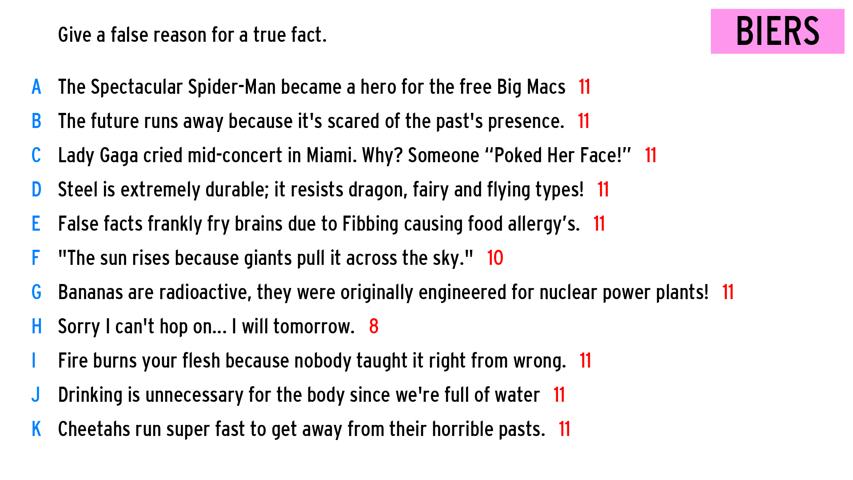 Give a false reason for a true fact.
BIERS
A The Spectacular Spider-Man became a hero for the free Big Macs 11
B The future runs away because it's scared of the past's presence. 11
C Lady Gaga cried mid-concert in Miami. Why? Someone “Poked Her Face!” 11
D Steel is extremely durable; it resists dragon, fairy and flying types! 11
E False facts frankly fry brains due to Fibbing causing food allergy’s. 11
F "The sun rises because giants pull it across the sky." 10
G Bananas are radioactive, they were originally engineered for nuclear power plants! 11
H Sorry I can't hop on... I will tomorrow. 8
I Fire burns your flesh because nobody taught it right from wrong. 11
J Drinking is unnecessary for the body since we're full of water 11
K Cheetahs run super fast to get away from their horrible pasts. 11